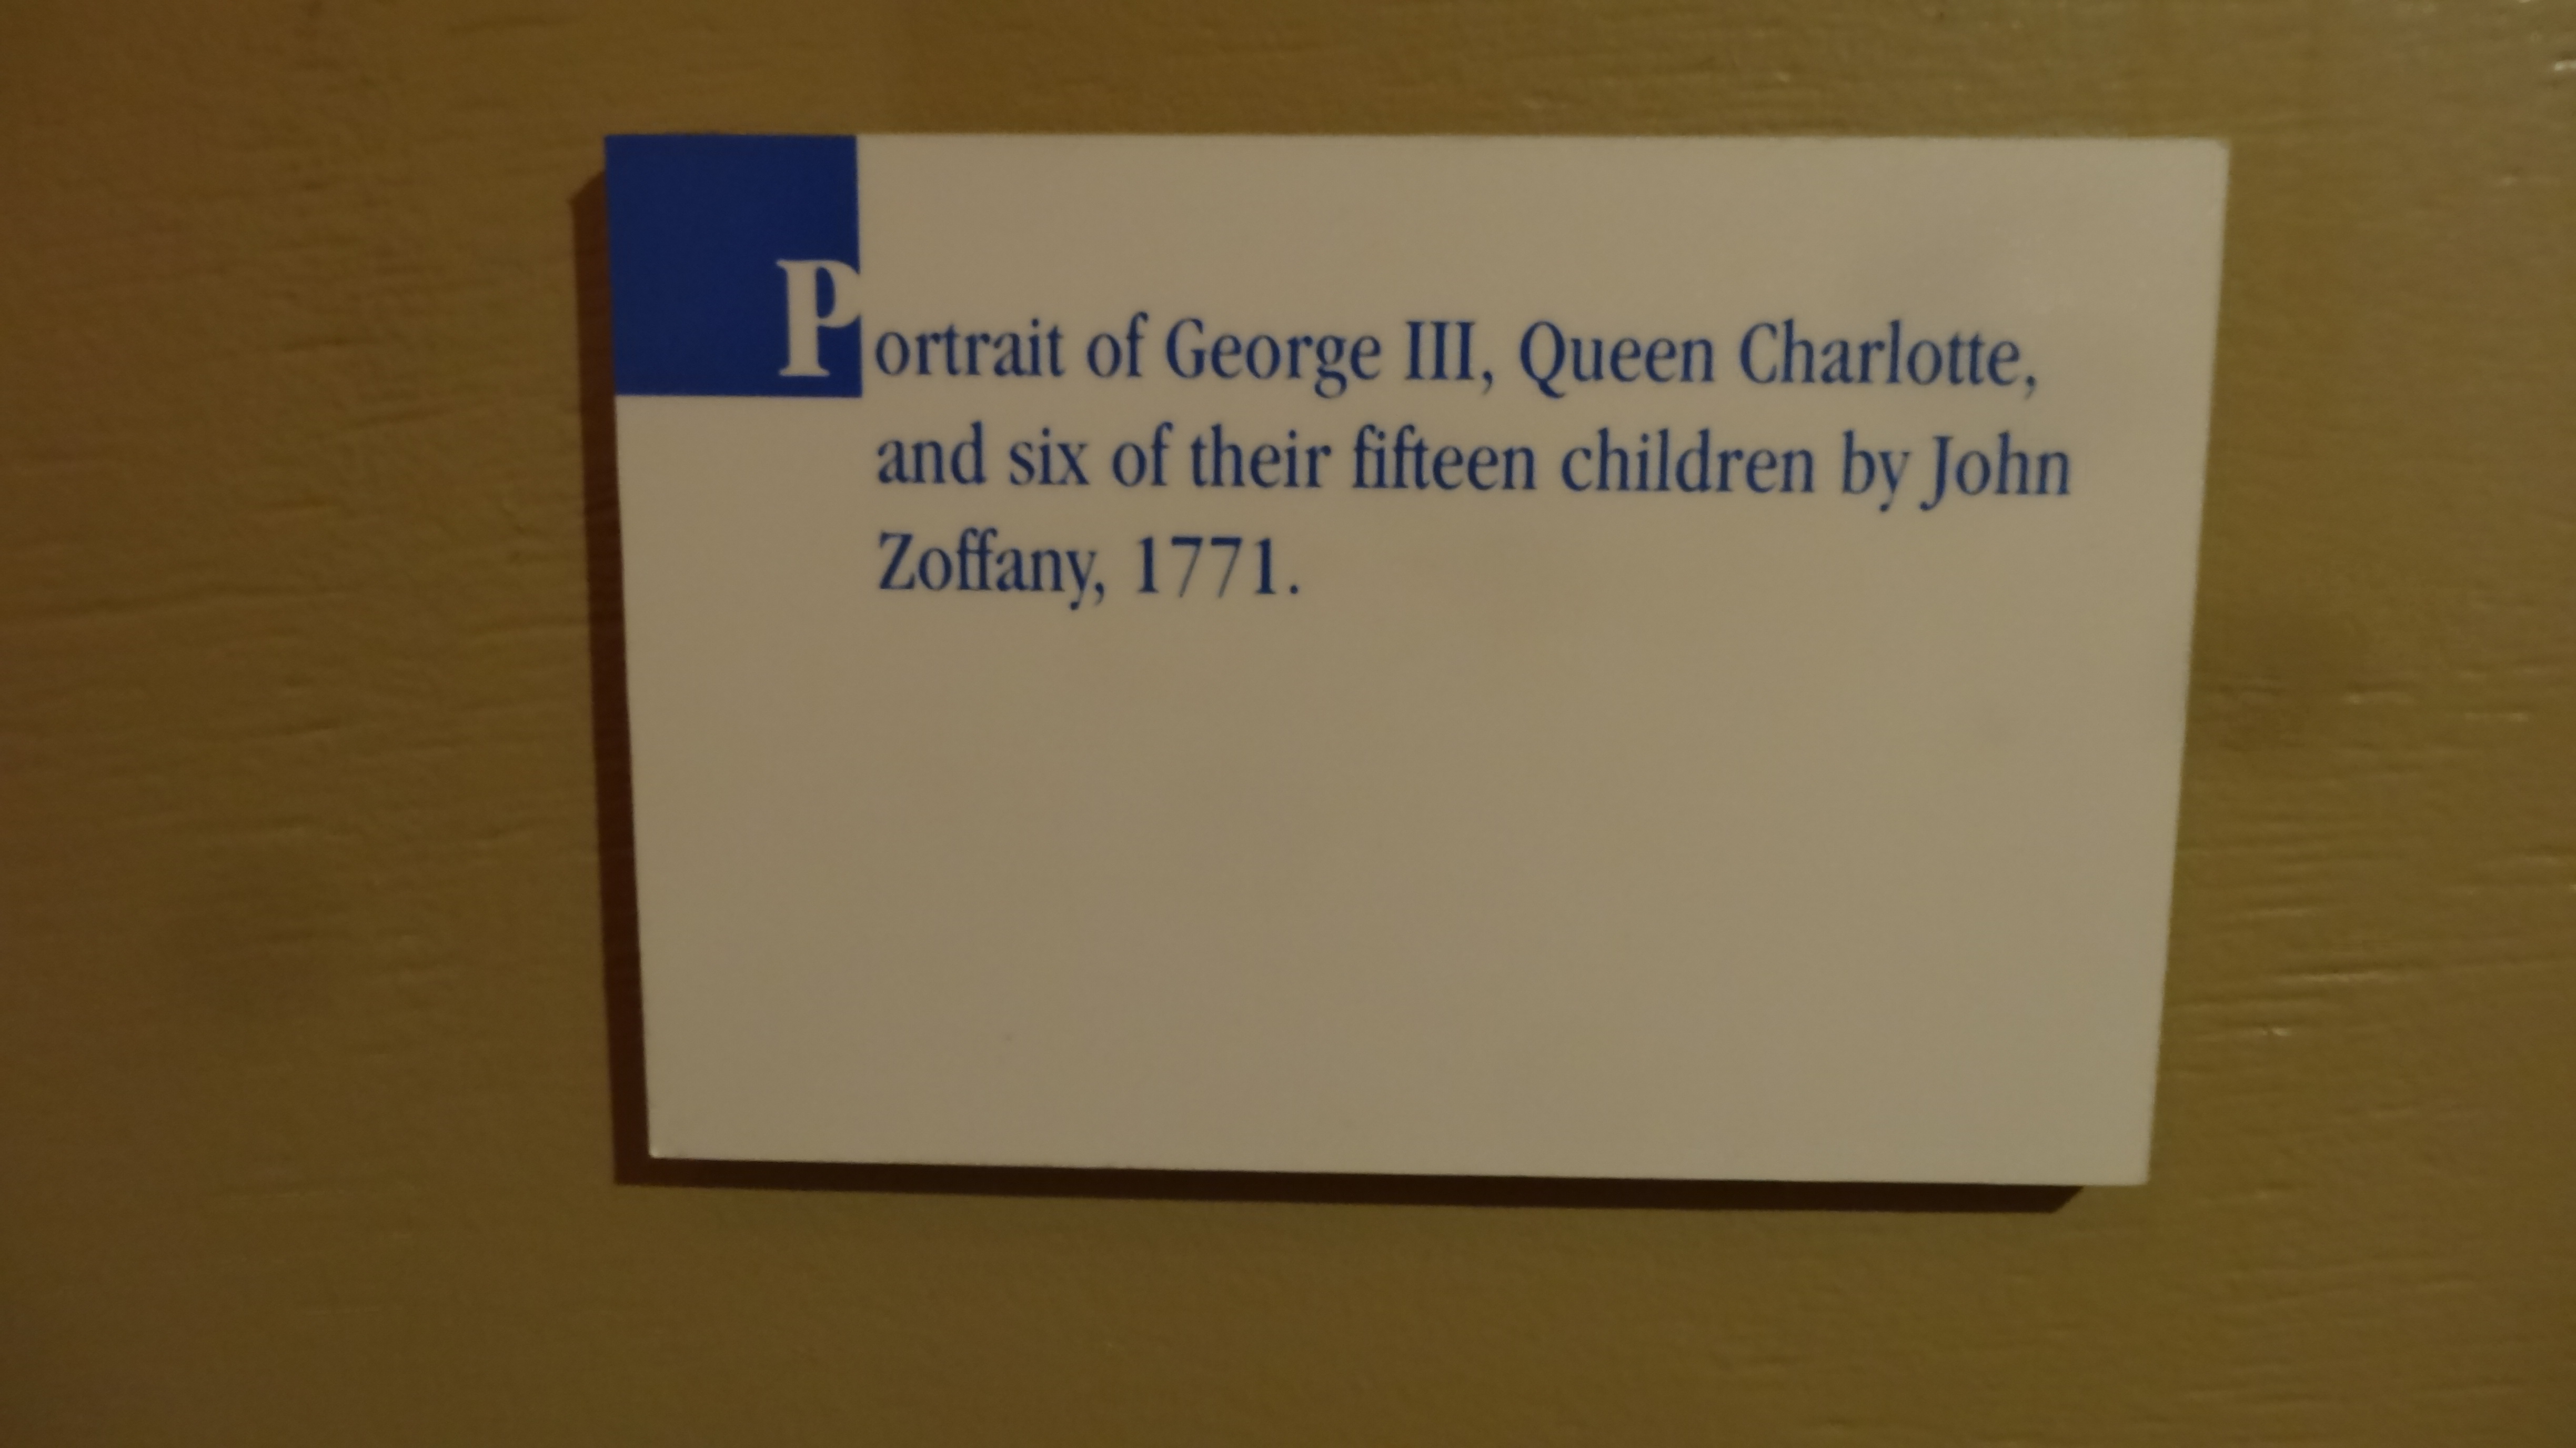 Portrait of George III, Queen Charlotte,
and six of their fifteen children by John
Zoffany, 1771.